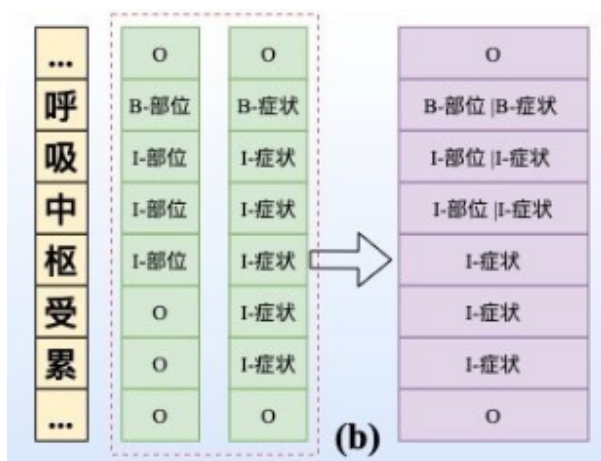 ... O O O
呼 B-部位 B-症状 B-部位 |B-症状
吸 I-部位 I-症状 I-部位 |I-症状
中 I-部位 I-症状 I-部位 |I-症状
枢 I-部位 I-症状 I-症状
受 O I-症状 I-症状
累 O I-症状 I-症状
... O O O
(b)